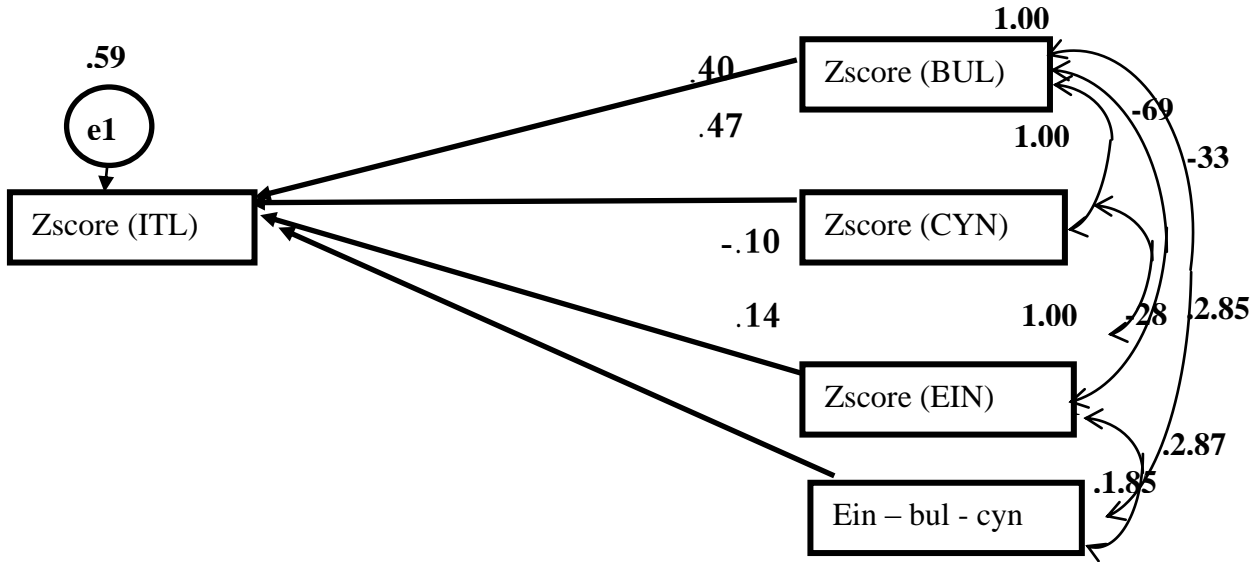 1.00
.59
Zscore (BUL)
.40
e1
-69
.47
1.00
-33
Zscore (ITL)
Zscore (CYN)
-.10
.14
1.00
-28
.2.85
Zscore (EIN)
.2.87
.1.85
Ein – bul - cyn